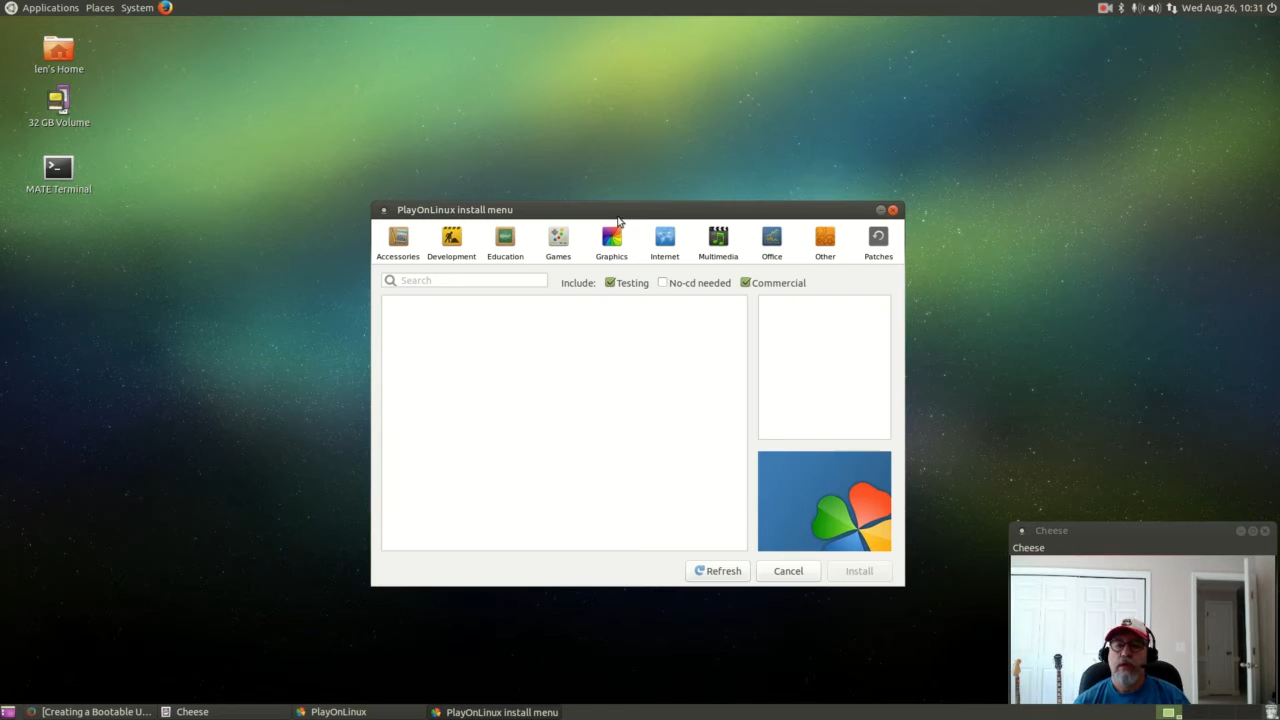 Applications Places System
Wed Aug 26, 10:31
len's Home
32 GB Volume
MATE Terminal
PlayOnLinux install menu
Accessories Development Education Games Graphics Internet Multimedia Office Other Patches
Search
Include: Testing No-cd needed Commercial
Refresh Cancel Install
Cheese
Cheese
[Creating a Bootable U... Cheese PlayOnLinux PlayOnLinux install menu